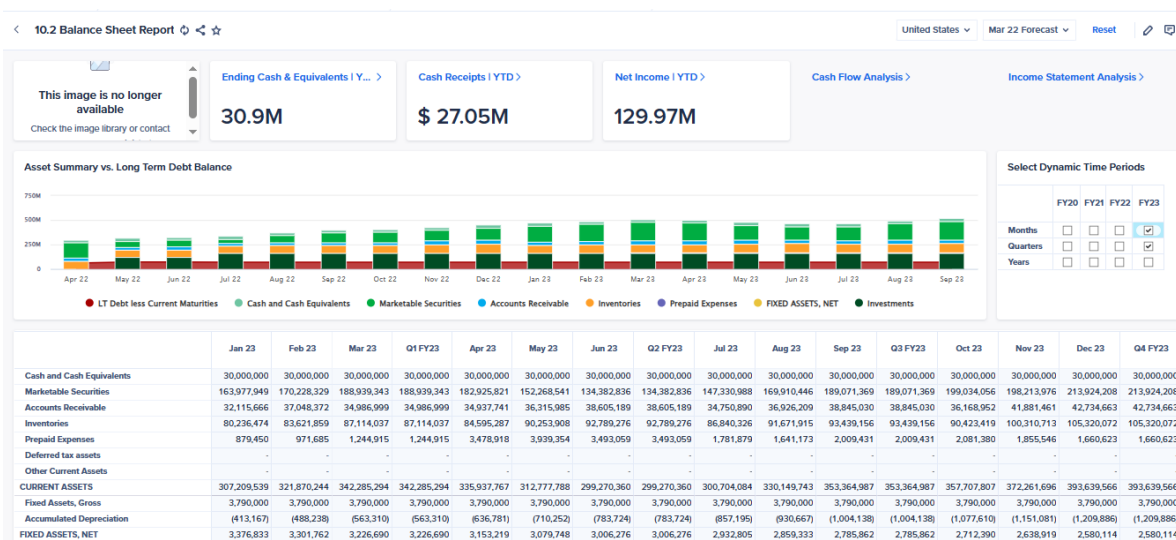 10.2 Balance Sheet Report
United States
Mar 22 Forecast
Reset
This image is no longer
available
Check the image library or contact
Ending Cash & Equivalents I Y... >
30.9M
Cash Receipts I YTD >
$ 27.05M
Net Income I YTD >
129.97M
Cash Flow Analysis >
Income Statement Analysis >
Asset Summary vs. Long Term Debt Balance
750M
500M
250M
0
Apr 22 May 22 Jun 22 Jul 22 Aug 22 Sep 22 Oct 22 Nov 22 Dec 22 Jan 23 Feb 23 Mar 23 Apr 23 May 23 Jun 23 Jul 23 Aug 23 Sep 23
LT Debt less Current Maturities Cash and Cash Equivalents Marketable Securities Accounts Receivable Inventories Prepaid Expenses FIXED ASSETS, NET Investments
Select Dynamic Time Periods
FY20 FY21 FY22 FY23
Months
Quarters
Years
Jan 23 Feb 23 Mar 23 Q1 FY23 Apr 23 May 23 Jun 23 Q2 FY23 Jul 23 Aug 23 Sep 23 Q3 FY23 Oct 23 Nov 23 Dec 23 Q4 FY23
Cash and Cash Equivalents 30,000,000 30,000,000 30,000,000 30,000,000 30,000,000 30,000,000 30,000,000 30,000,000 30,000,000 30,000,000 30,000,000 30,000,000 30,000,000 30,000,000 30,000,000 30,000,000
Marketable Securities 163,977,949 170,228,329 188,939,343 188,939,343 182,925,821 152,268,541 134,382,836 134,382,836 147,330,988 169,910,446 189,071,369 189,071,369 199,034,056 198,213,976 213,924,208 213,924,208
Accounts Receivable 32,115,666 37,048,372 34,986,999 34,986,999 34,937,741 36,315,985 38,605,189 38,605,189 34,750,890 36,926,209 38,845,030 38,845,030 36,168,952 41,881,461 42,734,663 42,734,663
Inventories 80,236,474 83,621,859 87,114,037 87,114,037 84,595,287 90,253,908 92,789,276 92,789,276 86,840,326 91,671,915 93,439,156 93,439,156 90,423,419 100,310,713 105,320,072 105,320,072
Prepaid Expenses 879,450 971,685 1,244,915 1,244,915 3,478,918 3,939,354 3,493,059 3,493,059 1,781,879 1,641,173 2,009,431 2,009,431 2,081,380 1,855,546 1,660,623 1,660,623
Deferred tax assets - - - - - - - - - - - - - - - -
Other Current Assets - - - - - - - - - - - - - - - -
CURRENT ASSETS 307,209,539 321,870,244 342,285,294 342,285,294 335,937,767 312,777,788 299,270,360 299,270,360 300,704,084 330,149,743 353,364,987 353,364,987 357,707,807 372,261,696 393,639,566 393,639,566
Fixed Assets, Gross 3,790,000 3,790,000 3,790,000 3,790,000 3,790,000 3,790,000 3,790,000 3,790,000 3,790,000 3,790,000 3,790,000 3,790,000 3,790,000 3,790,000 3,790,000 3,790,000
Accumulated Depreciation (413,167) (488,238) (563,310) (563,310) (636,781) (710,252) (783,724) (783,724) (857,195) (930,667) (1,004,138) (1,004,138) (1,077,610) (1,151,081) (1,209,886) (1,209,886)
FIXED ASSETS, NET 3,376,833 3,301,762 3,226,690 3,226,690 3,153,219 3,079,748 3,006,276 3,006,276 2,932,805 2,859,333 2,785,862 2,785,862 2,712,390 2,638,919 2,580,114 2,580,114